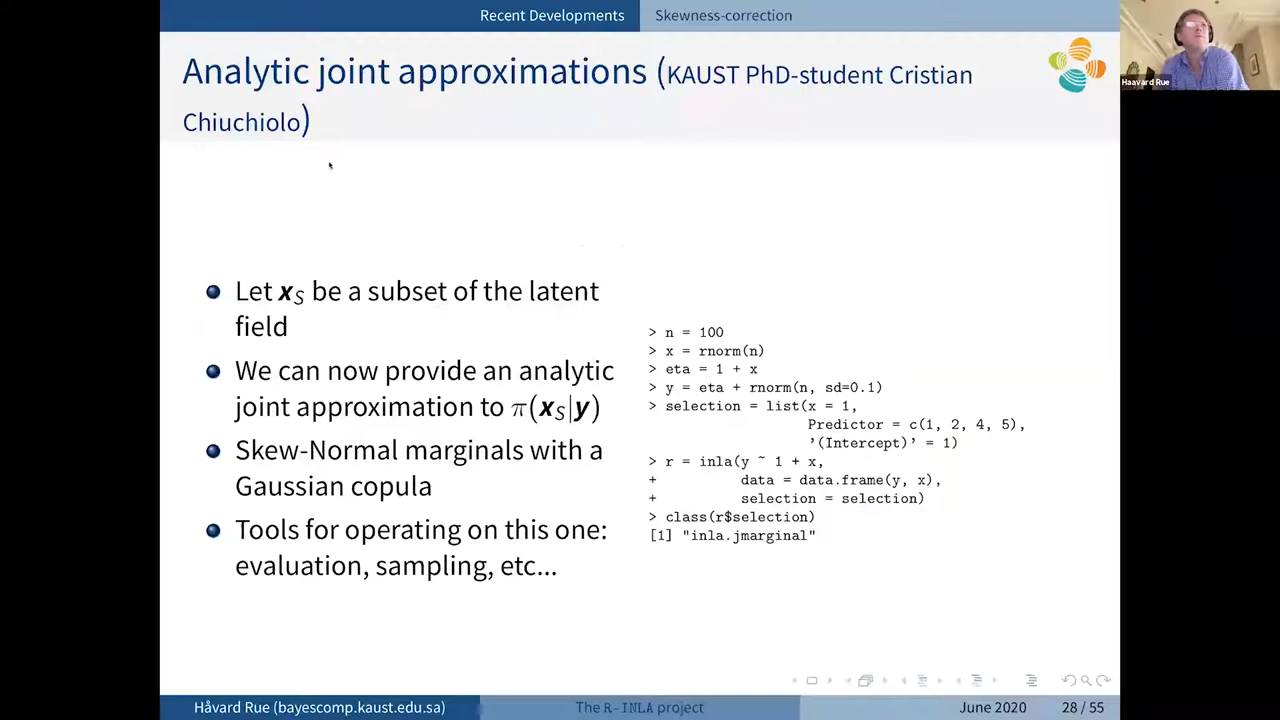 Recent Developments
Skewness-correction
Haavard Rue
Analytic joint approximations (KAUST PhD-student Cristian
Chiuchiolo)
Let x_S be a subset of the latent
field
We can now provide an analytic
joint approximation to π(x_S|y)
Skew-Normal marginals with a
Gaussian copula
Tools for operating on this one:
evaluation, sampling, etc...
> n = 100
> x = rnorm(n)
> eta = 1 + x
> y = eta + rnorm(n, sd=0.1)
> selection = list(x = 1,
Predictor = c(1, 2, 4, 5),
’(Intercept)’ = 1)
> r = inla(y ~ 1 + x,
+ data = data.frame(y, x),
+ selection = selection)
> class(r$selection)
[1] "inla.jmarginal"
Håvard Rue (bayescomp.kaust.edu.sa)
The R-INLA project
June 2020
28 / 55